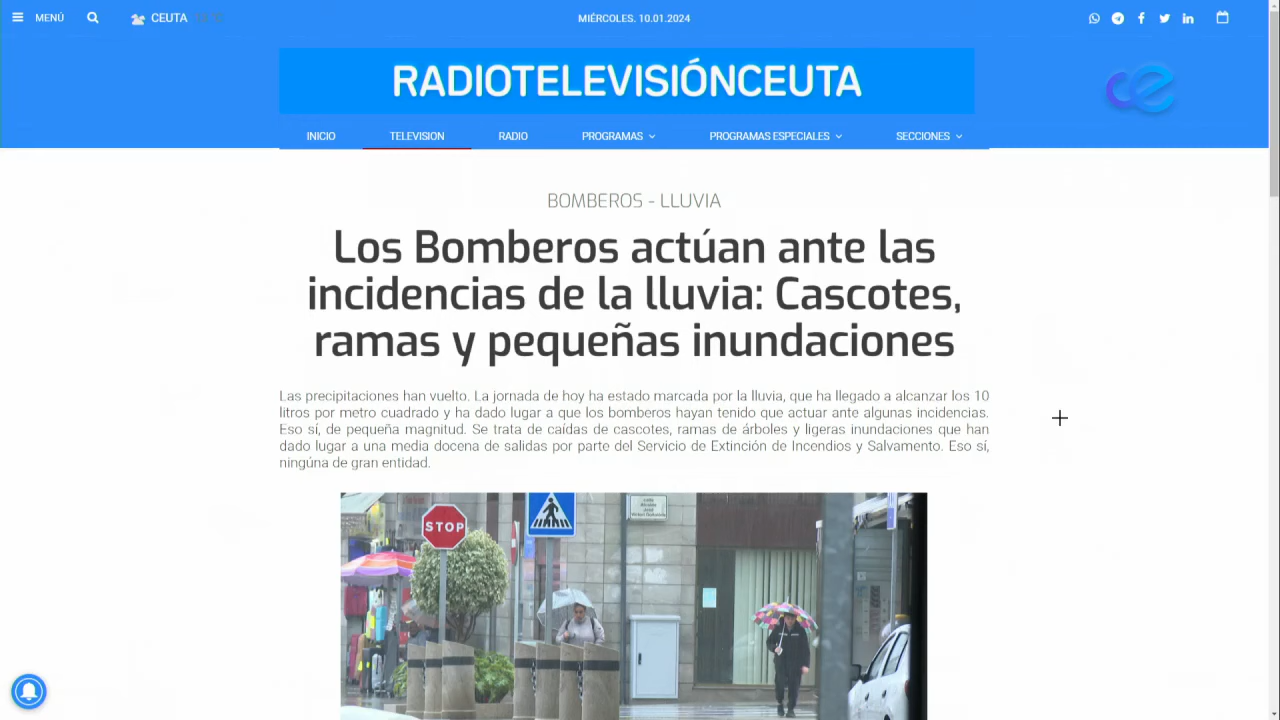 MENÚ
CEUTA
MIÉRCOLES. 10.01.2024
RADIOTELEVISIÓNCEUTA
ce
INICIO
TELEVISION
RADIO
PROGRAMAS
PROGRAMAS ESPECIALES
SECCIONES
BOMBEROS - LLUVIA
Los Bomberos actúan ante las
incidencias de la lluvia: Cascotes,
ramas y pequeñas inundaciones
Las precipitaciones han vuelto. La jornada de hoy ha estado marcada por la lluvia, que ha llegado a alcanzar los 10
litros por metro cuadrado y ha dado lugar a que los bomberos hayan tenido que actuar ante algunas incidencias.
Eso sí, de pequeña magnitud. Se trata de caídas de cascotes, ramas de árboles y ligeras inundaciones que han
dado lugar a una media docena de salidas por parte del Servicio de Extinción de Incendios y Salvamento. Eso sí,
ningúna de gran entidad.
STOP